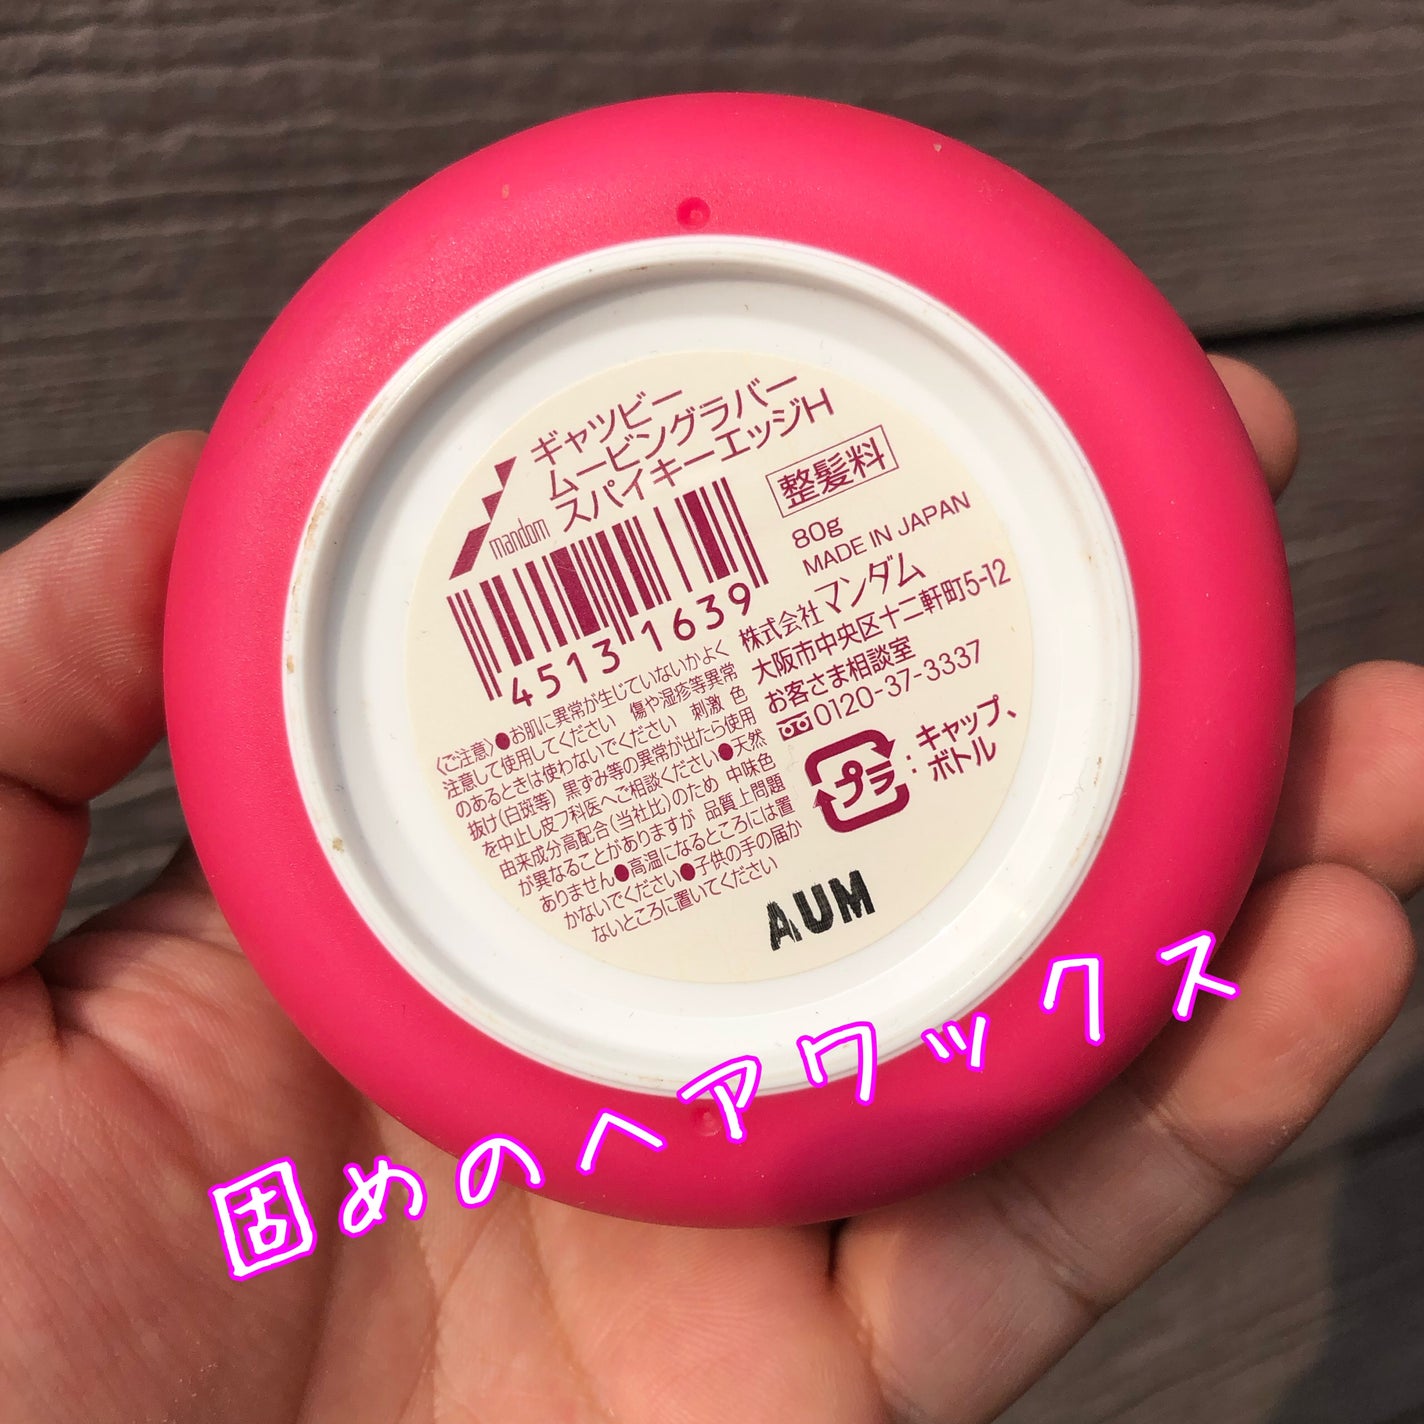 ギャツビー
ムービングラバー
スパイキーエッジH
mandom
4513 1639
整髪料
80g
MADE IN JAPAN
株式会社マンダム
大阪市中央区十二軒町5-12
お客さま相談室
0120-37-3337
プラ
：キャップ、
ボトル
〈ご注意〉●お肌に異常が生じていないかよく
注意して使用してください 傷や湿疹等異常
のあるときは使わないでください 刺激 色
抜け(白斑等) 黒ずみ等の異常が出たら使用
を中止し皮フ科医へご相談ください●天然
由来成分高配合(当社比)のため 中味色
が異なることがありますが 品質上問題
ありません●高温になるところには置
かないでください●子供の手の届か
ないところに置いてください
AUM
固めのヘアワックス